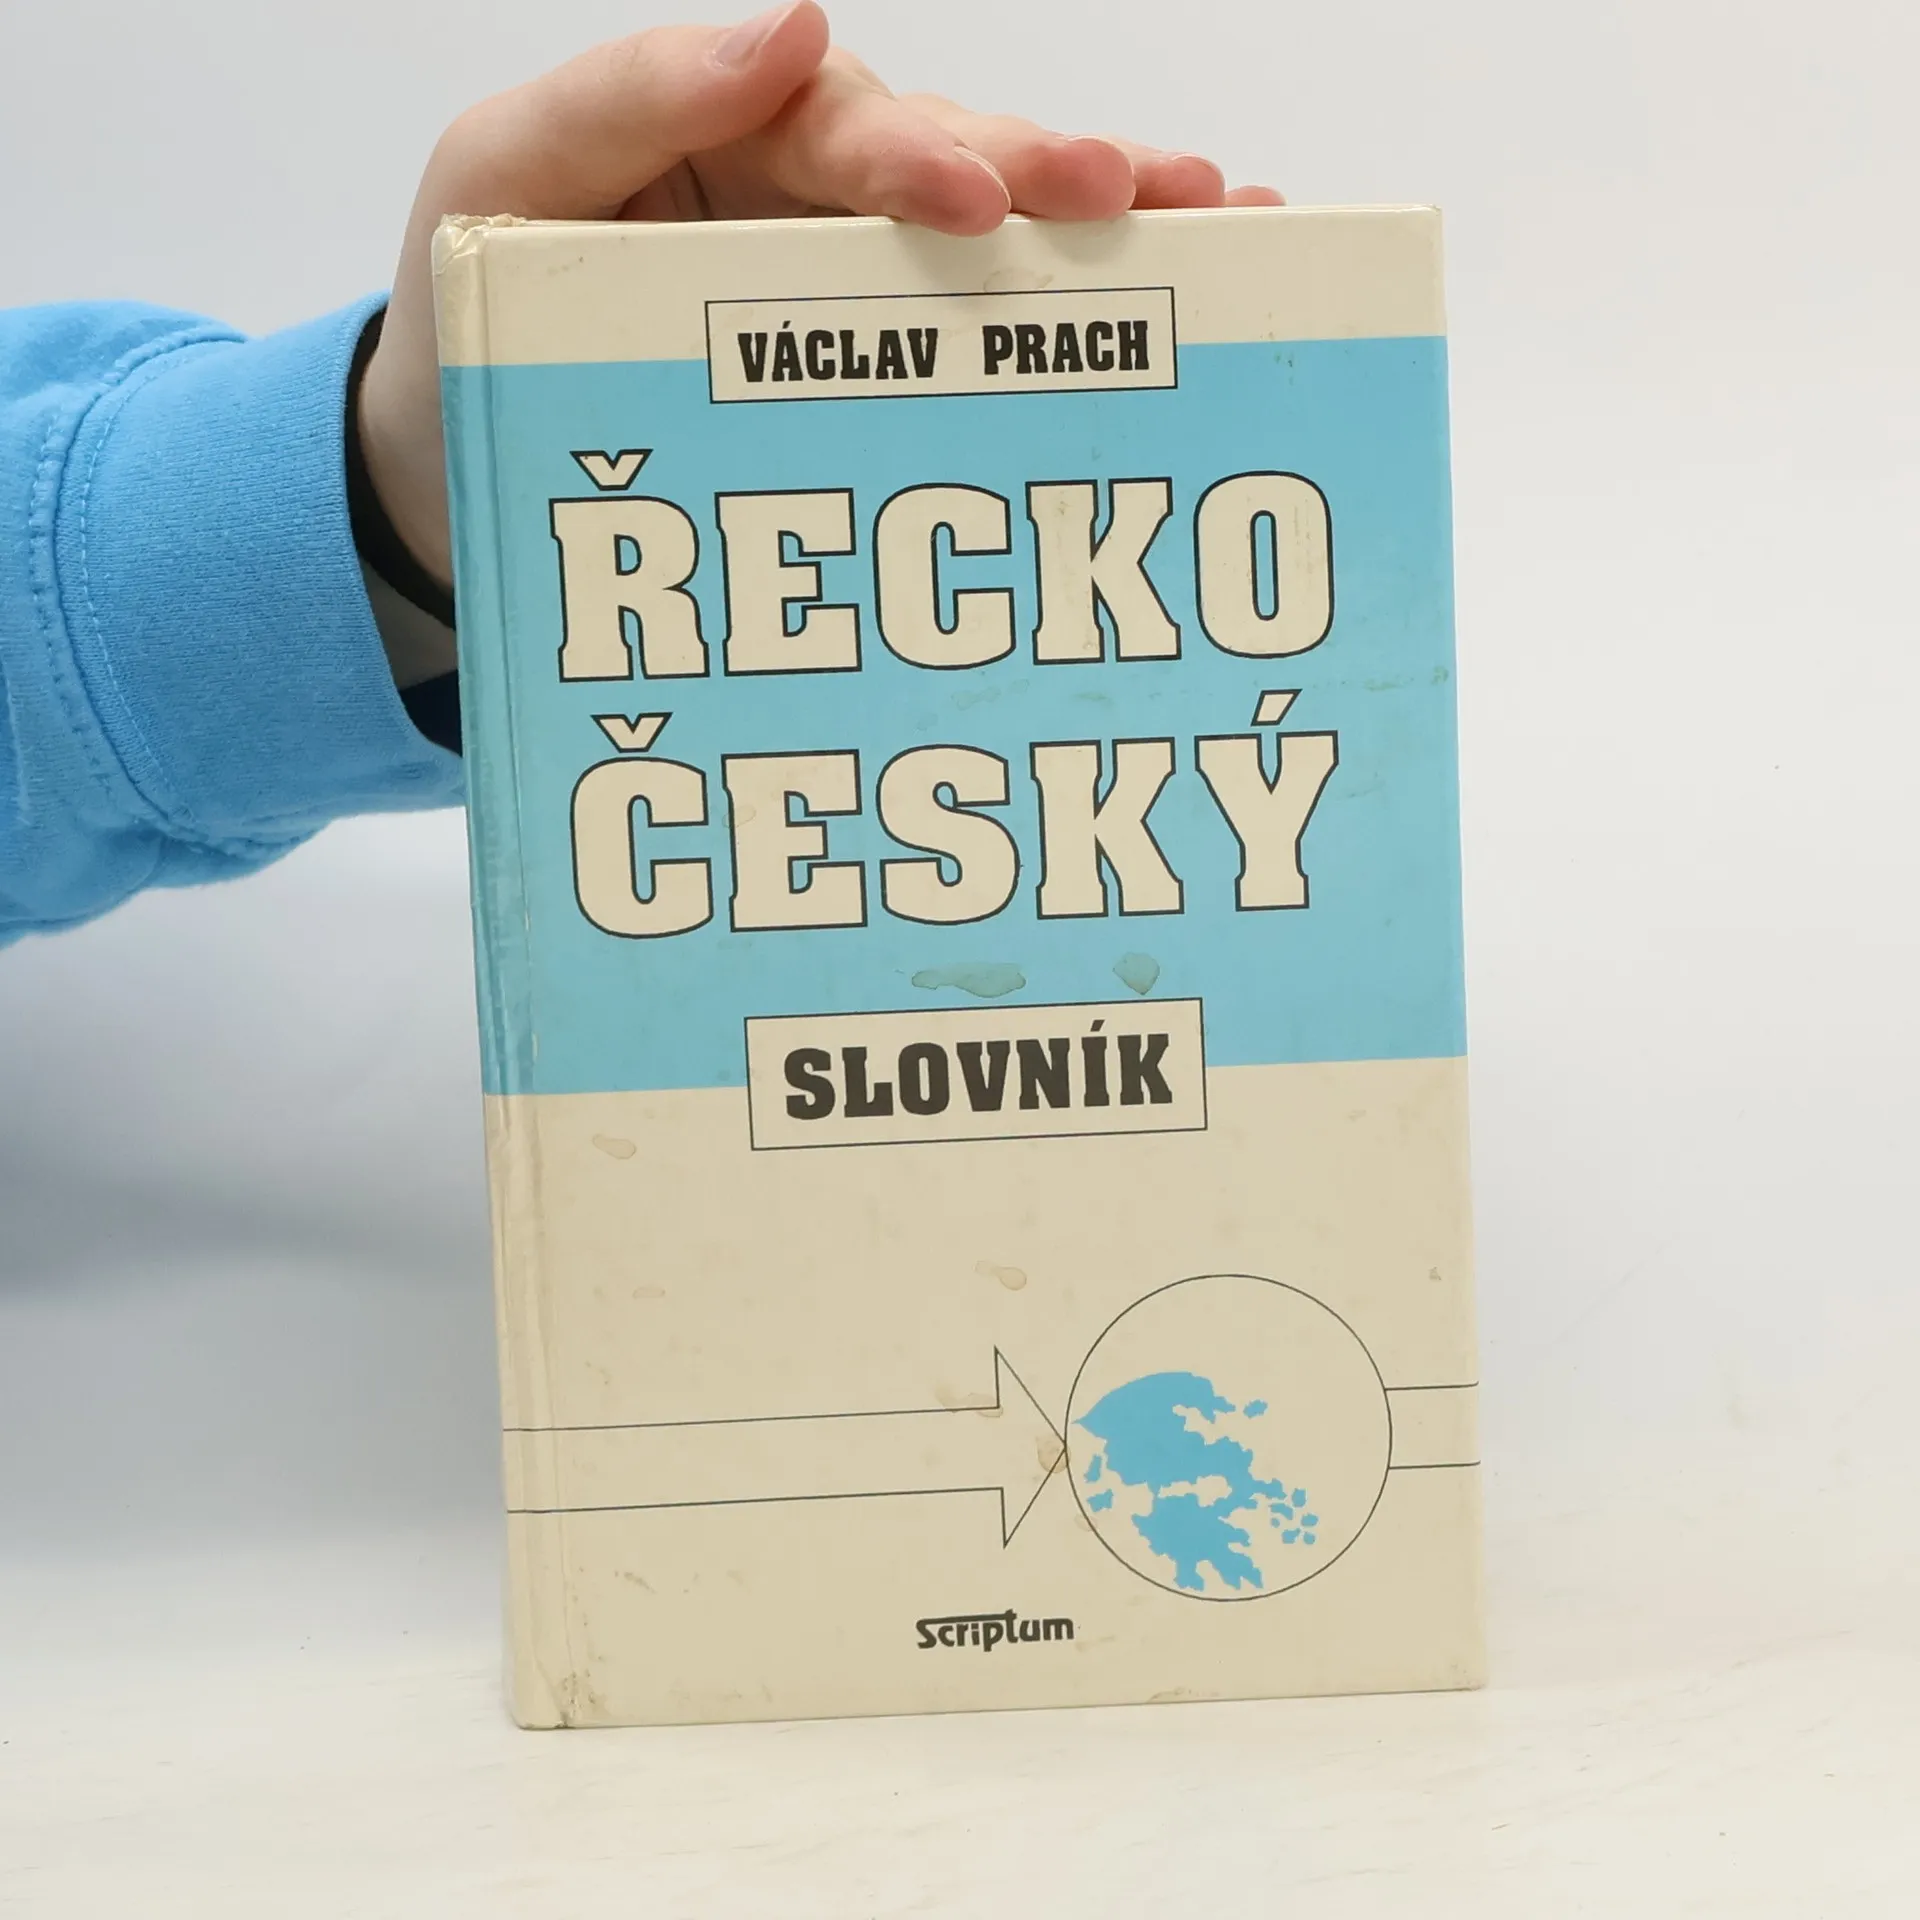 VÁCLAV PRACH
ŘECKO
ČESKÝ
SLOVNÍK
scriptum